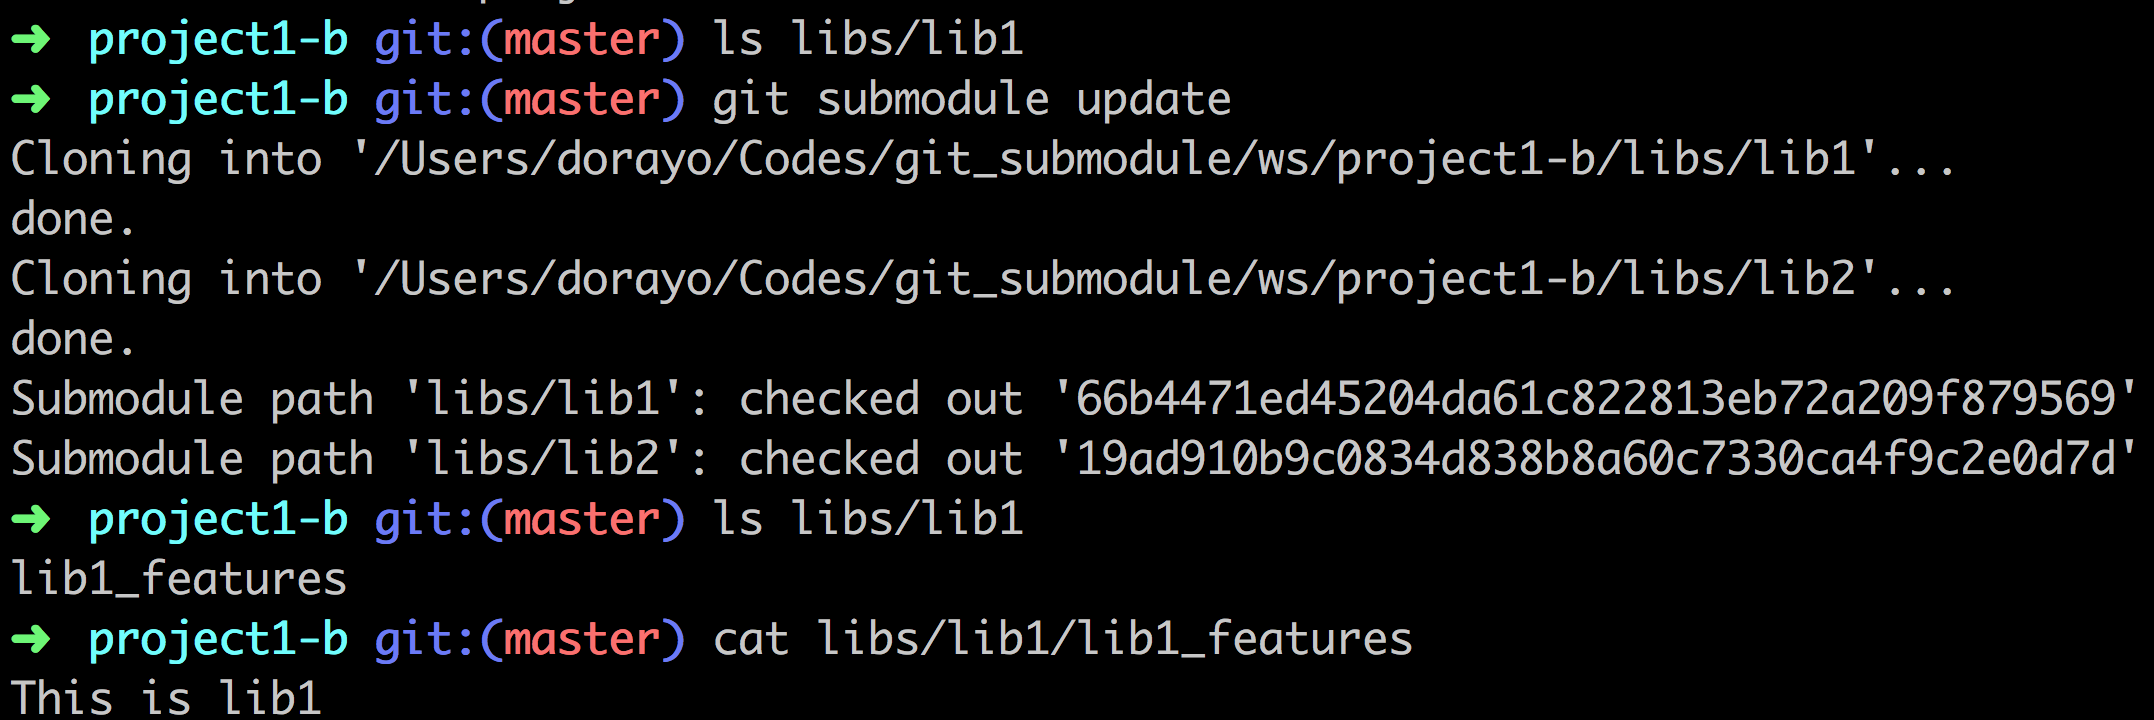 ➜  project1-b git:(master) ls libs/lib1
➜  project1-b git:(master) git submodule update
Cloning into '/Users/dorayo/Codes/git_submodule/ws/project1-b/libs/lib1'...
done.
Cloning into '/Users/dorayo/Codes/git_submodule/ws/project1-b/libs/lib2'...
done.
Submodule path 'libs/lib1': checked out '66b4471ed45204da61c822813eb72a209f879569'
Submodule path 'libs/lib2': checked out '19ad910b9c0834d838b8a60c7330ca4f9c2e0d7d'
➜  project1-b git:(master) ls libs/lib1
lib1_features
➜  project1-b git:(master) cat libs/lib1/lib1_features
This is lib1